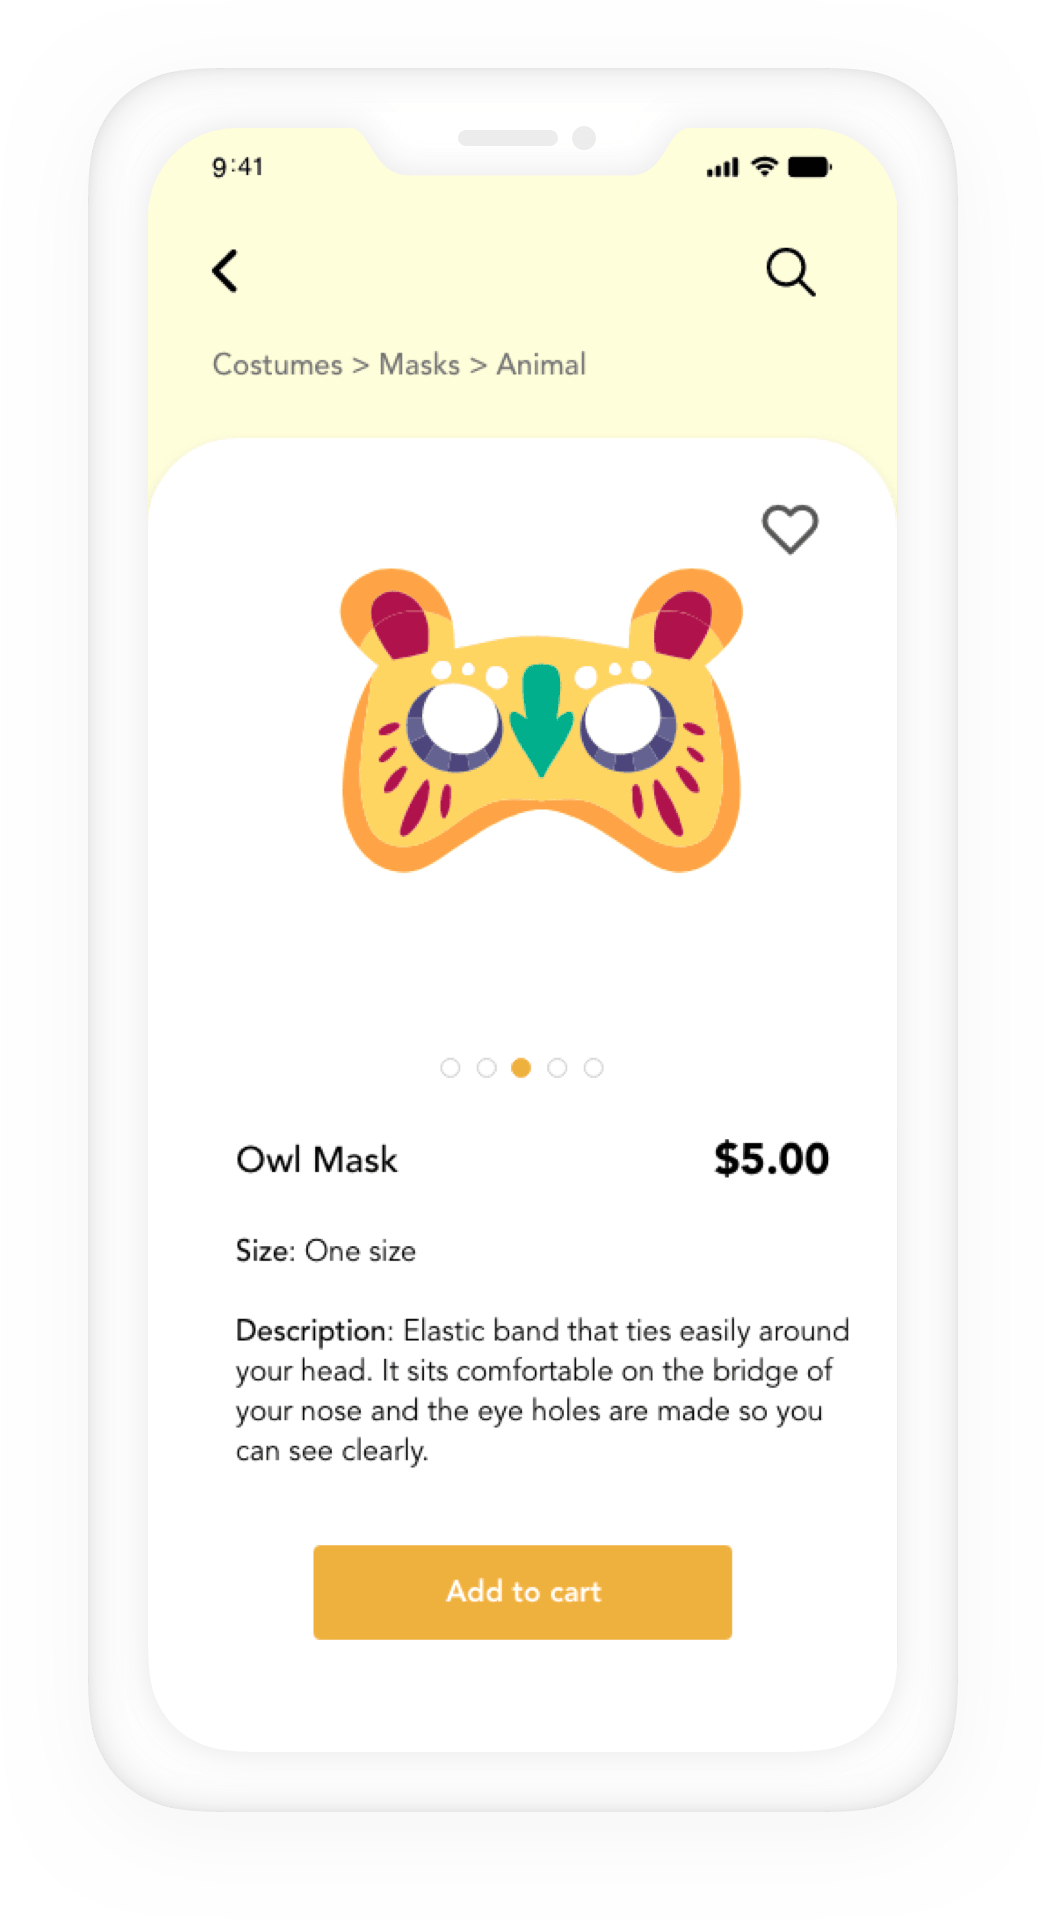 9:41
Costumes > Masks > Animal
Owl Mask
$5.00
Size: One size
Description: Elastic band that ties easily around
your head. It sits comfortable on the bridge of
your nose and the eye holes are made so you
can see clearly.
Add to cart